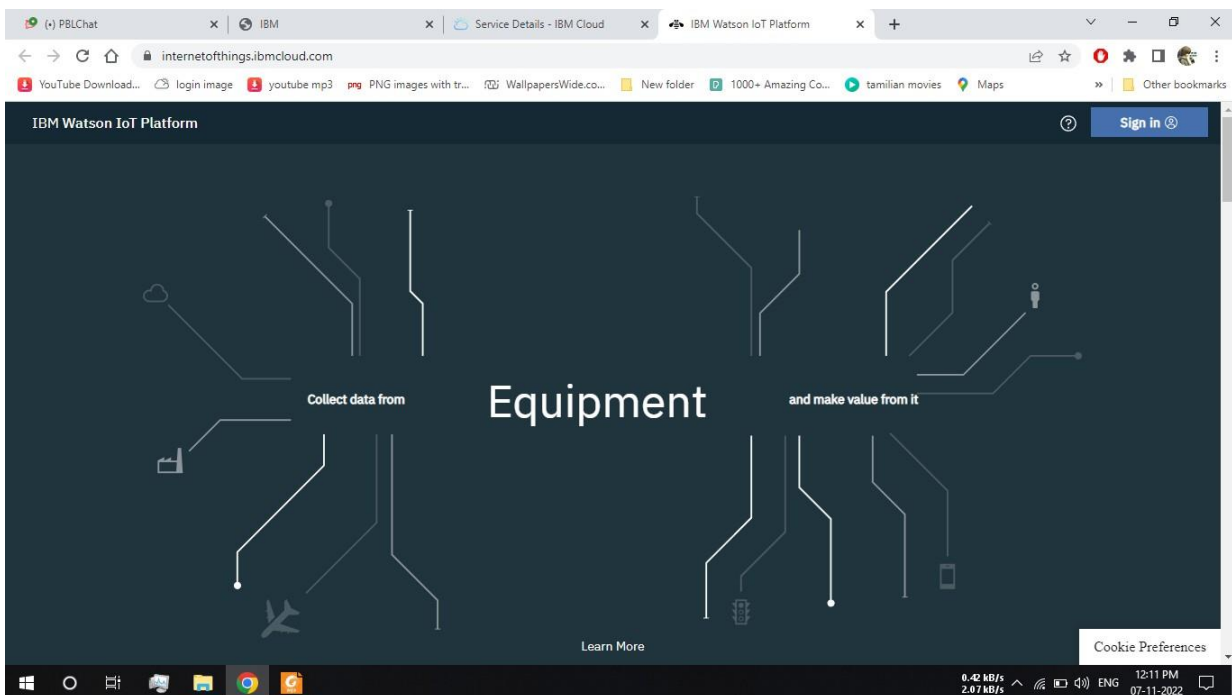 (•) PBLChat
IBM
Service Details - IBM Cloud
IBM Watson IoT Platform
internetofthings.ibmcloud.com
YouTube Download...
login image
youtube mp3
png
PNG images with tr...
WallpapersWide.co...
New folder
1000+ Amazing Co...
tamilian movies
Maps
»
Other bookmarks
IBM Watson IoT Platform
Sign in
Collect data from
Equipment
and make value from it
Learn More
Cookie Preferences
0.42 kB/s
2.07 kB/s
ENG
12:11 PM
07-11-2022